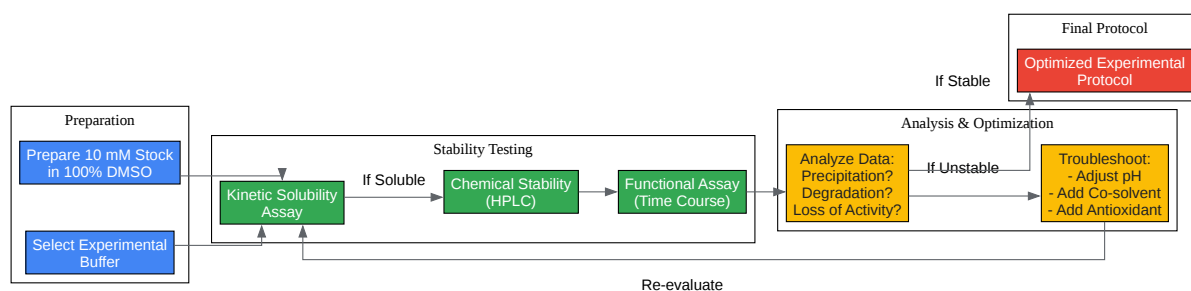 Preparation
Prepare 10 mM Stock
in 100% DMSO
Select Experimental
Buffer
Stability Testing
Kinetic Solubility
Assay
If Soluble
Chemical Stability
(HPLC)
Functional Assay
(Time Course)
Analysis & Optimization
Analyze Data:
Precipitation?
Degradation?
Loss of Activity?
If Unstable
Troubleshoot:
- Adjust pH
- Add Co-solvent
- Add Antioxidant
If Stable
Final Protocol
Optimized Experimental
Protocol
Re-evaluate